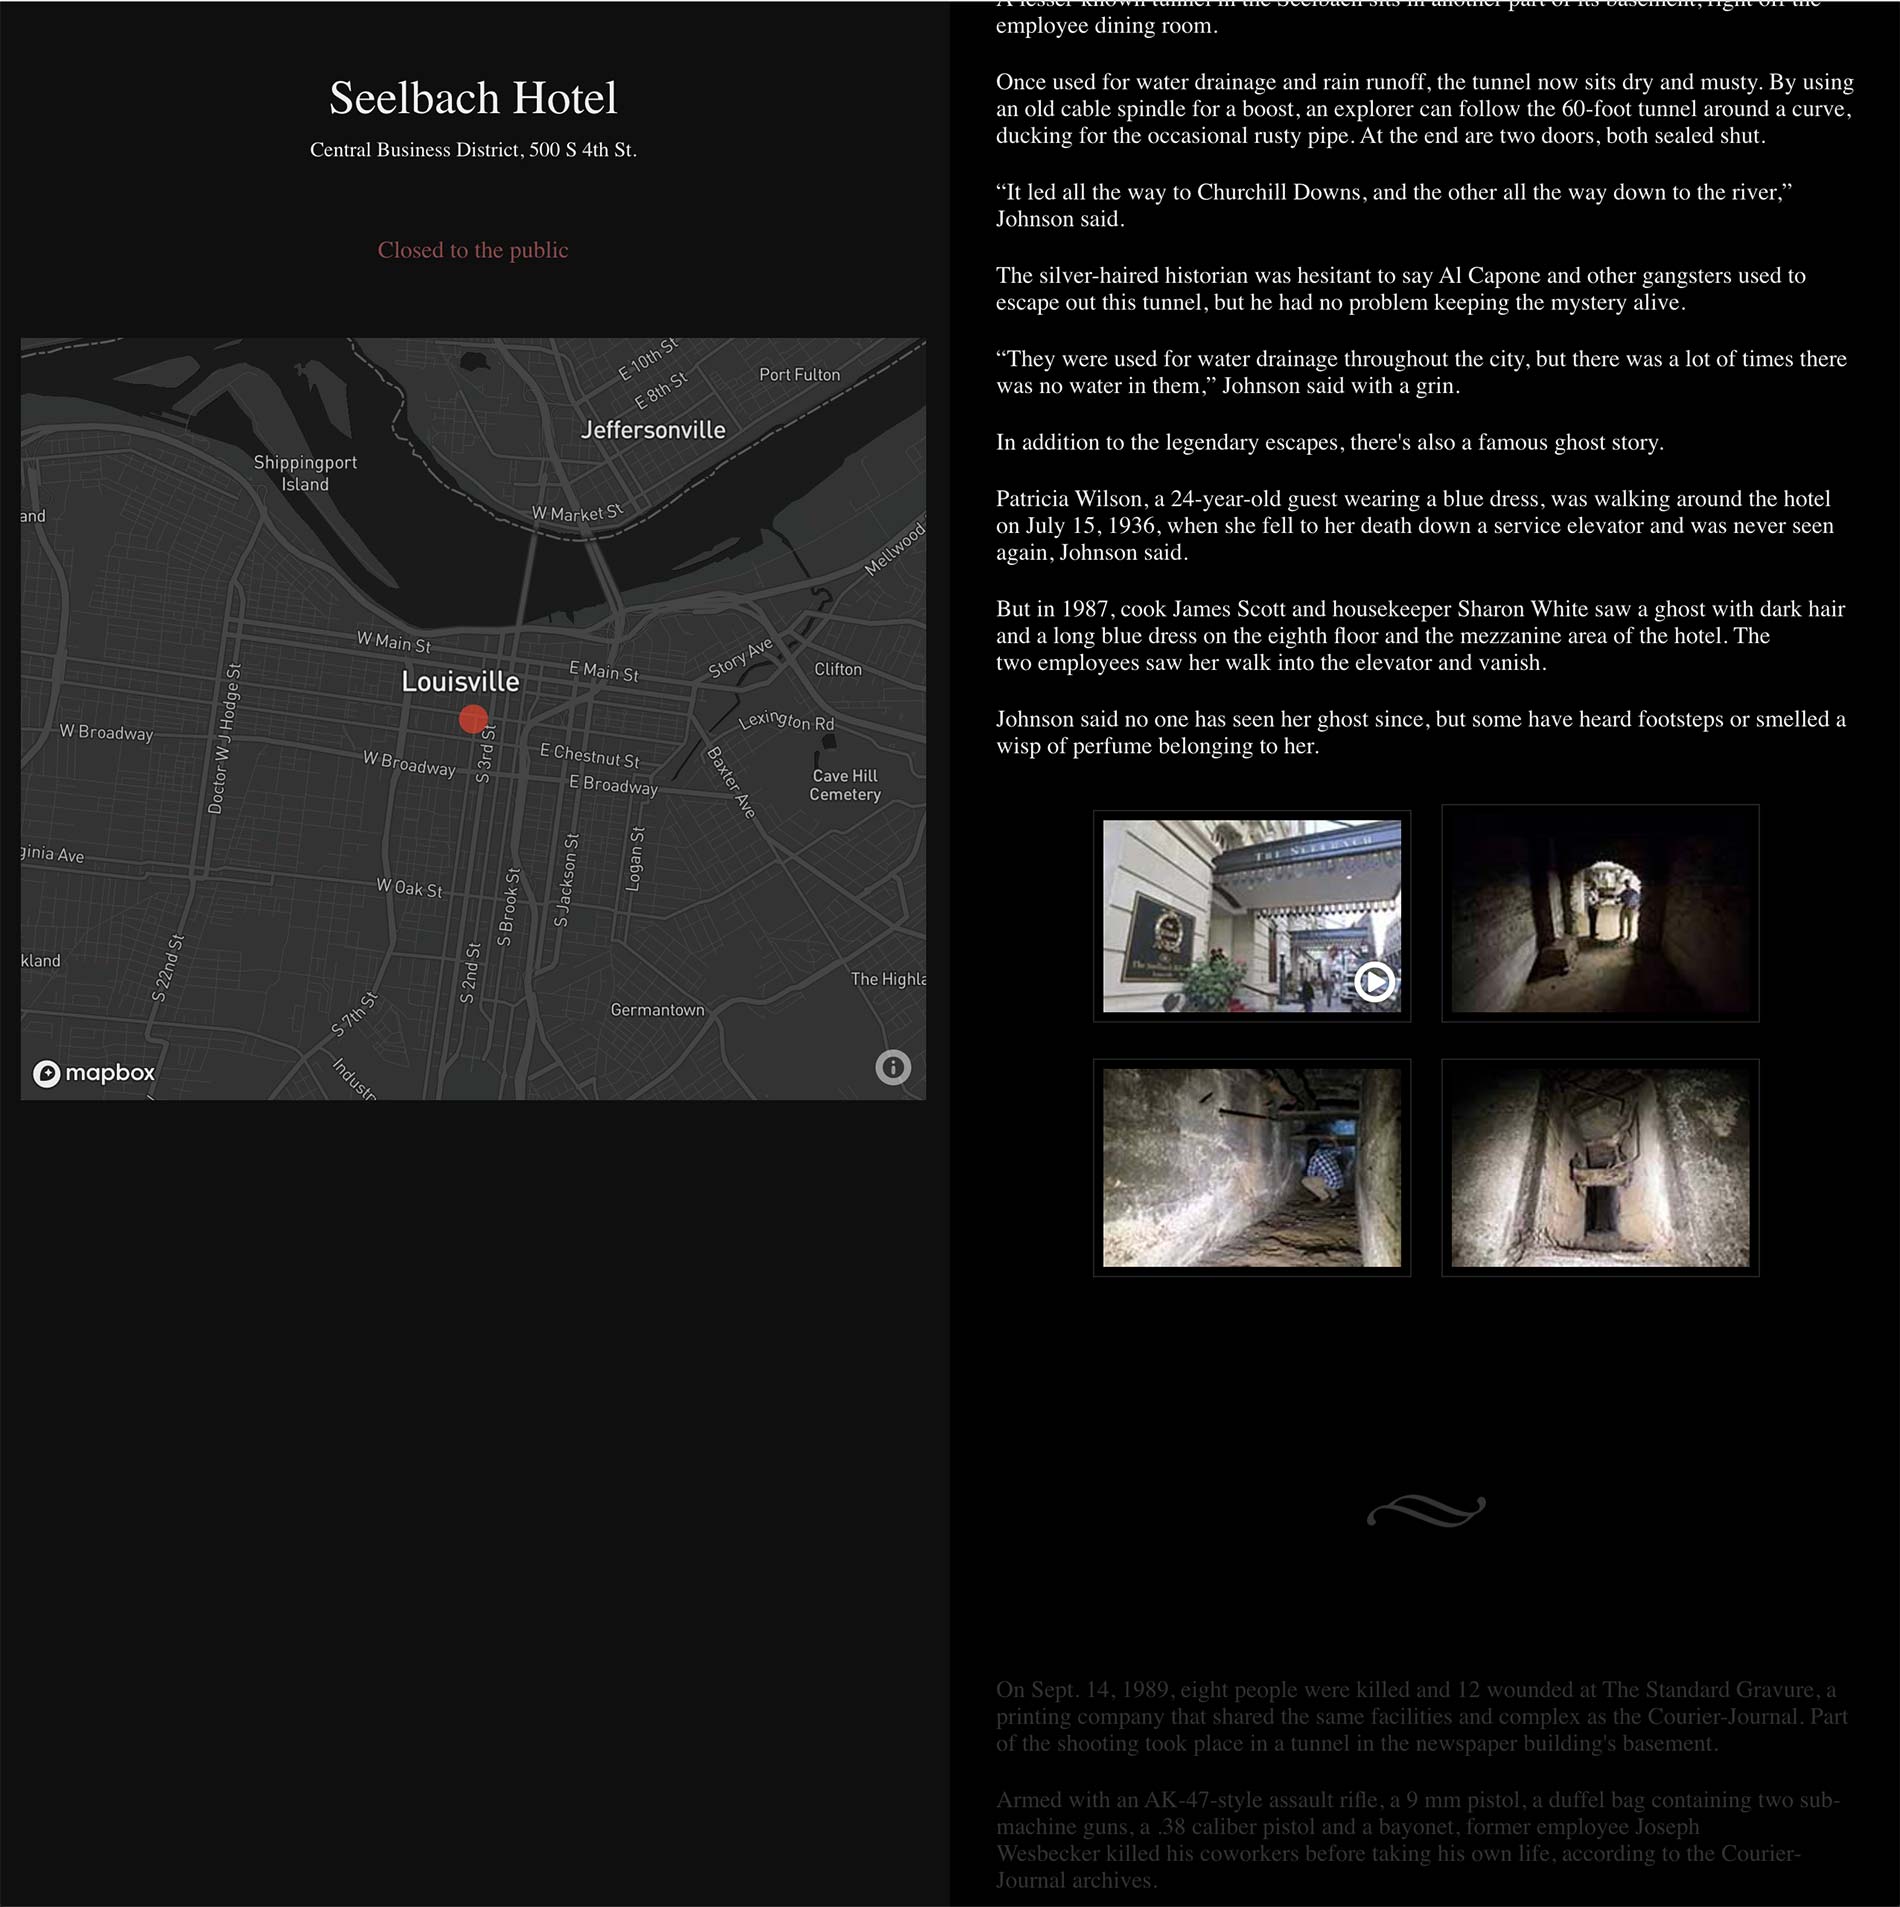 Seelbach Hotel
Central Business District, 500 S 4th St.
Closed to the public
E 10th St
Port Fulton
E 8th St
Jeffersonville
Shippingport
Island
and
W Market St
Mellwood
W Main St
E Main St
Story Ave
Clifton
Louisville
Doctor W J Hodge St
W Broadway
Lexington Rd
S 3rd St
E Chestnut St
W Broadway
E Broadway
Baxter Ave
Cave Hill
Cemetery
ginia Ave
Logan St
S Jackson St
W Oak St
S Brook St
kland
S 22nd St
S 2nd St
The Highla
Germantown
S 7th St
Industr
mapbox
A lesser-known tunnel in the Seelbach sits in another part of its basement, right off the
employee dining room.
Once used for water drainage and rain runoff, the tunnel now sits dry and musty. By using
an old cable spindle for a boost, an explorer can follow the 60-foot tunnel around a curve,
ducking for the occasional rusty pipe. At the end are two doors, both sealed shut.
“It led all the way to Churchill Downs, and the other all the way down to the river,”
Johnson said.
The silver-haired historian was hesitant to say Al Capone and other gangsters used to
escape out this tunnel, but he had no problem keeping the mystery alive.
“They were used for water drainage throughout the city, but there was a lot of times there
was no water in them,” Johnson said with a grin.
In addition to the legendary escapes, there's also a famous ghost story.
Patricia Wilson, a 24-year-old guest wearing a blue dress, was walking around the hotel
on July 15, 1936, when she fell to her death down a service elevator and was never seen
again, Johnson said.
But in 1987, cook James Scott and housekeeper Sharon White saw a ghost with dark hair
and a long blue dress on the eighth floor and the mezzanine area of the hotel. The
two employees saw her walk into the elevator and vanish.
Johnson said no one has seen her ghost since, but some have heard footsteps or smelled a
wisp of perfume belonging to her.
THE SEELBACH
On Sept. 14, 1989, eight people were killed and 12 wounded at The Standard Gravure, a
printing company that shared the same facilities and complex as the Courier-Journal. Part
of the shooting took place in a tunnel in the newspaper building's basement.
Armed with an AK-47-style assault rifle, a 9 mm pistol, a duffel bag containing two sub-
machine guns, a .38 caliber pistol and a bayonet, former employee Joseph
Wesbecker killed his coworkers before taking his own life, according to the Courier-
Journal archives.